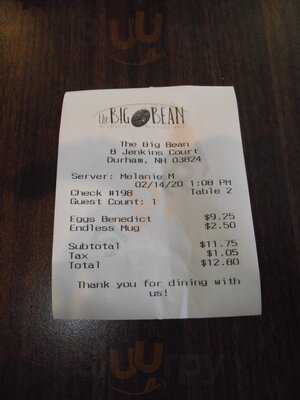 the BIG BEAN
The Big Bean
8 Jenkins Court
Durham, NH 03824
Server: Melanie M
02/14/20 1:08 PM
Check #198 Table 2
Guest Count: 1
Eggs Benedict $9.25
Endless Mug $2.50
Subtotal $11.75
Tax $1.05
Total $12.80
Thank you for dining with
us!